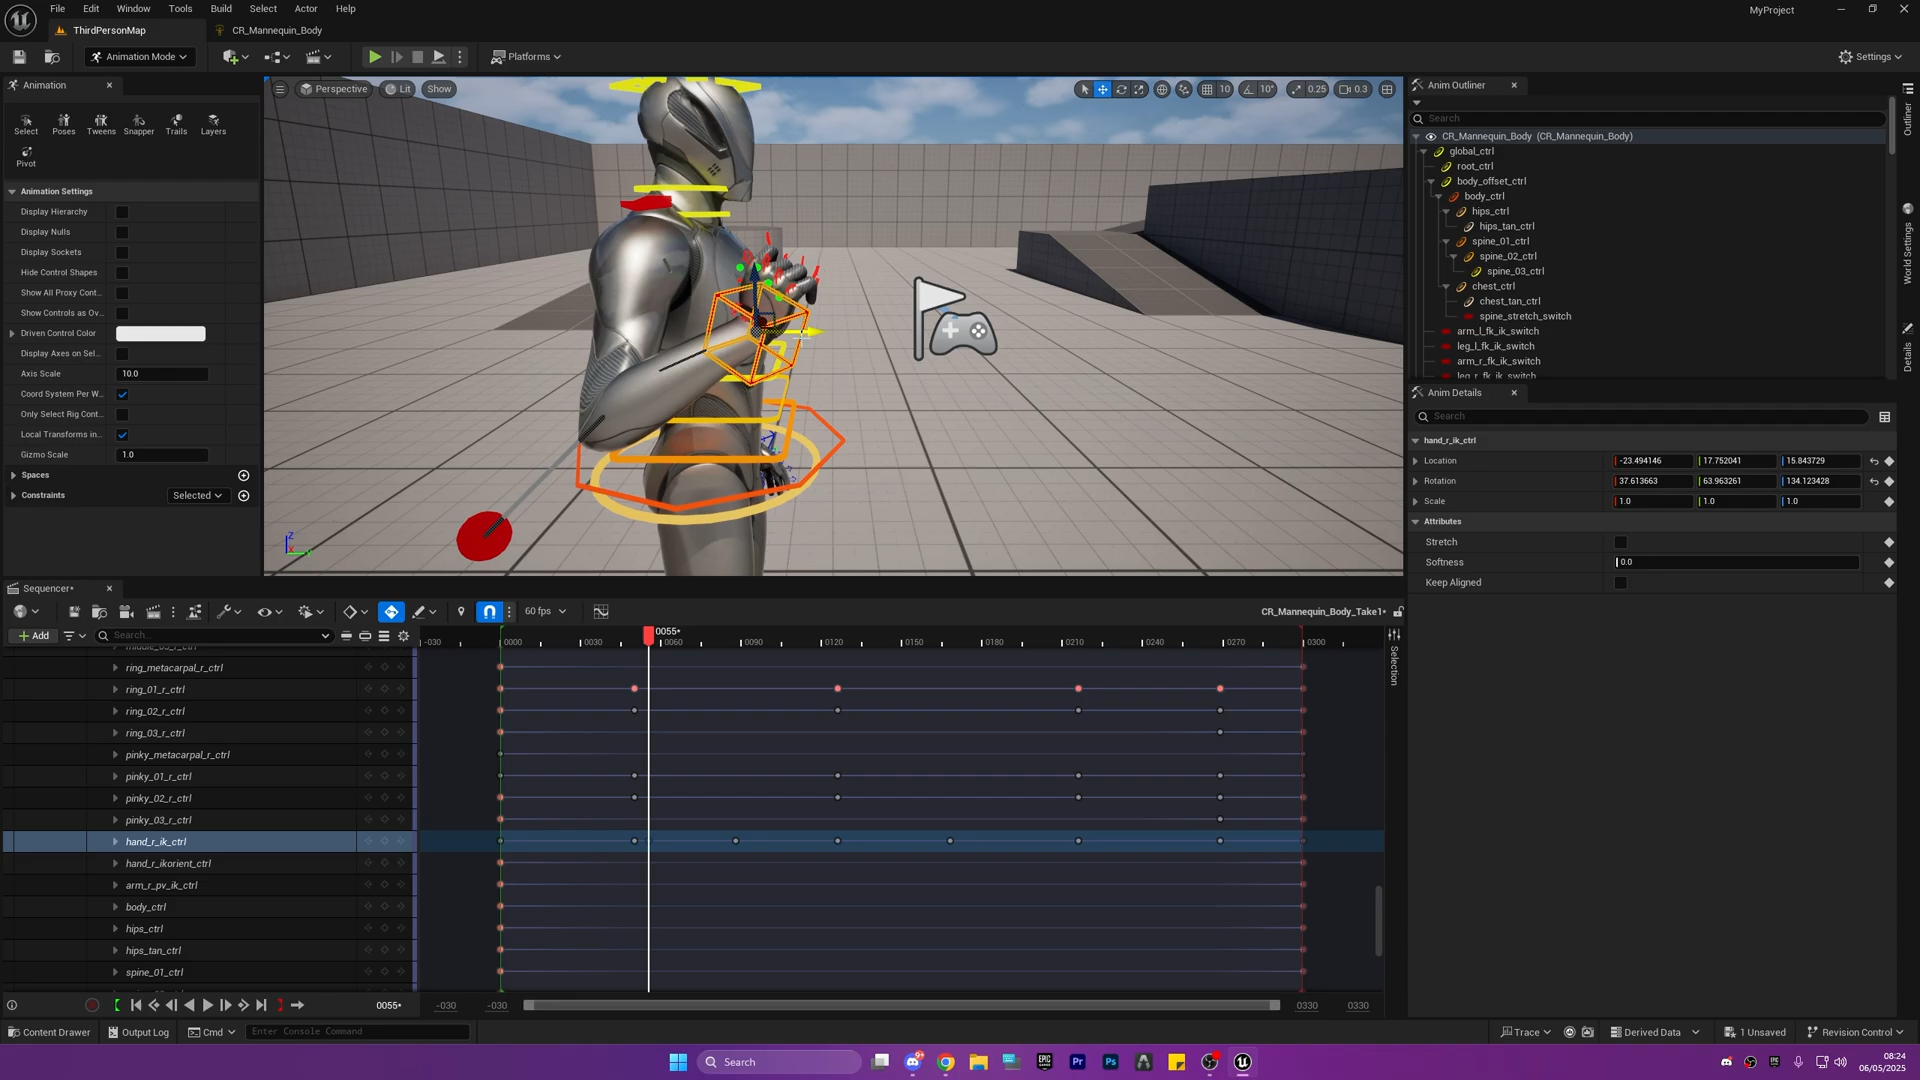 File Edit Window Tools Build Select Actor Help
MyProject
ThirdPersonMap
CR_Mannequin_Body
Animation Mode
Platforms
Settings
Animation
Select Poses Tweens Snapper Trails Layers
Pivot
Animation Settings
Display Hierarchy
Display Nulls
Display Sockets
Hide Control Shapes
Show All Proxy Cont...
Show Controls as Ov...
Driven Control Color
Display Axes on Sel...
Axis Scale 10.0
Coord System Per W...
Only Select Rig Cont...
Local Transforms in...
Gizmo Scale 1.0
Spaces
Constraints Selected
Perspective Lit Show
10 10° 0.25 0.3
Anim Outliner
Search
CR_Mannequin_Body (CR_Mannequin_Body)
global_ctrl
root_ctrl
body_offset_ctrl
body_ctrl
hips_ctrl
hips_tan_ctrl
spine_01_ctrl
spine_02_ctrl
spine_03_ctrl
chest_ctrl
chest_tan_ctrl
spine_stretch_switch
arm_l_fk_ik_switch
leg_l_fk_ik_switch
arm_r_fk_ik_switch
leg_r_fk_ik_switch
Outliner
World Settings
Details
Anim Details
Search
hand_r_ik_ctrl
Location -23.494146 17.752041 15.843729
Rotation 37.613663 63.963261 134.123428
Scale 1.0 1.0 1.0
Attributes
Stretch
Softness 0.0
Keep Aligned
Sequencer*
60 fps
CR_Mannequin_Body_Take1*
Add
Search...
0055*
-030 0000 0030 0060 0090 0120 0150 0180 0210 0240 0270 0300
Selection
middle_03_r_ctrl
ring_metacarpal_r_ctrl
ring_01_r_ctrl
ring_02_r_ctrl
ring_03_r_ctrl
pinky_metacarpal_r_ctrl
pinky_01_r_ctrl
pinky_02_r_ctrl
pinky_03_r_ctrl
hand_r_ik_ctrl
hand_r_ikorient_ctrl
arm_r_pv_ik_ctrl
body_ctrl
hips_ctrl
hips_tan_ctrl
spine_01_ctrl
0055* -030 -030 0330 0330
Content Drawer Output Log Cmd Enter Console Command
Trace Derived Data 1 Unsaved Revision Control
Search
08:24
06/05/2025